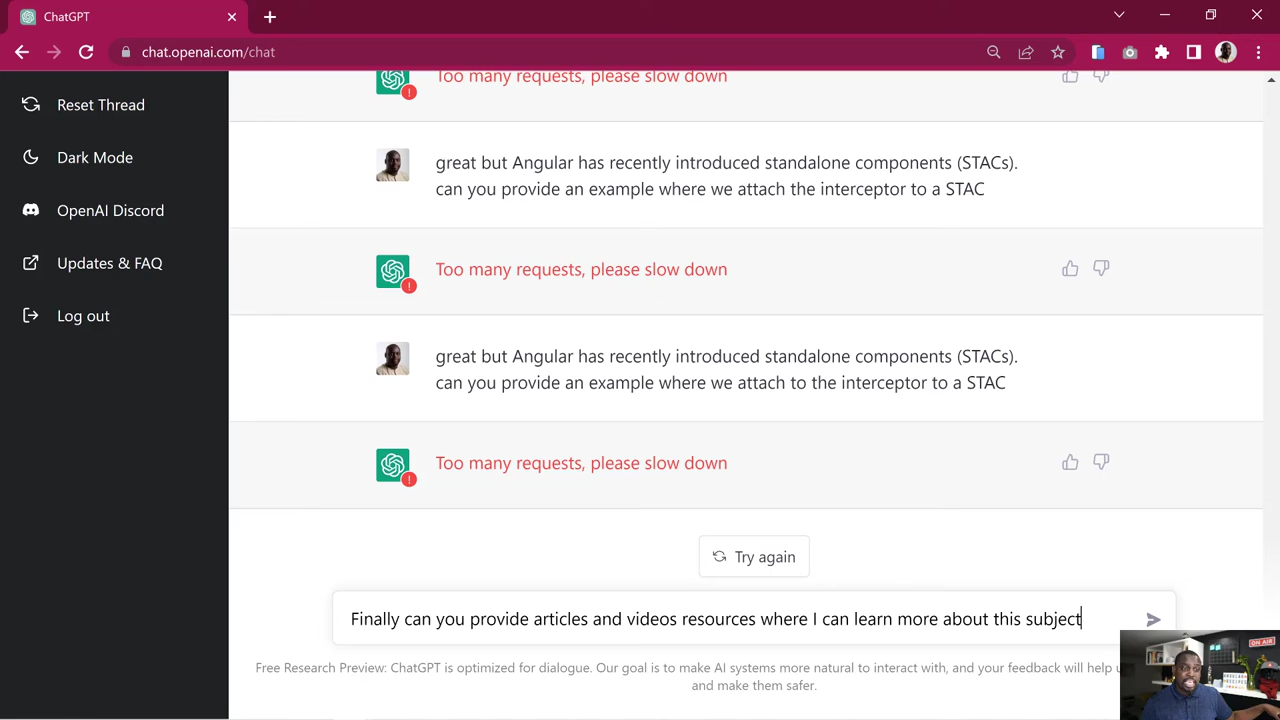 ChatGPT
chat.openai.com/chat
Reset Thread
Dark Mode
OpenAI Discord
Updates & FAQ
Log out
Too many requests, please slow down
great but Angular has recently introduced standalone components (STACs).
can you provide an example where we attach the interceptor to a STAC
Too many requests, please slow down
great but Angular has recently introduced standalone components (STACs).
can you provide an example where we attach to the interceptor to a STAC
Too many requests, please slow down
Try again
Finally can you provide articles and videos resources where I can learn more about this subject
Free Research Preview: ChatGPT is optimized for dialogue. Our goal is to make AI systems more natural to interact with, and your feedback will help u
and make them safer.
ON AIR